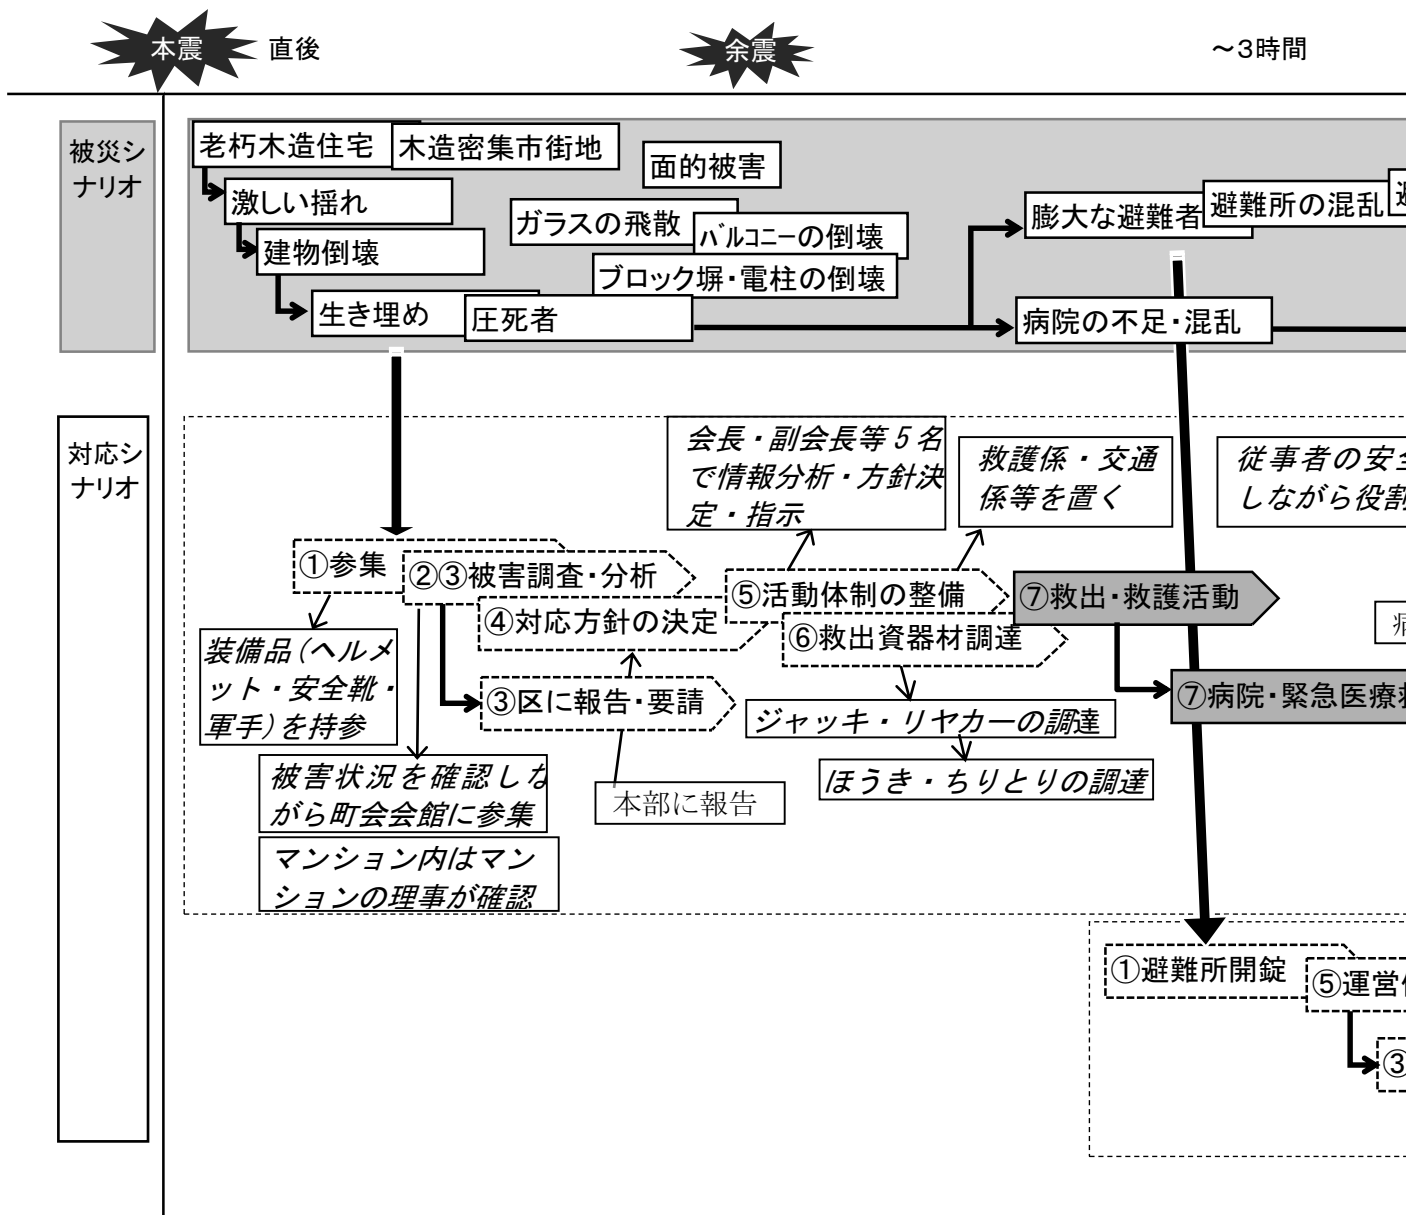 本震
直後
余震
～3時間
被災シ
ナリオ
老朽木造住宅
木造密集市街地
面的被害
激しい揺れ
ガラスの飛散
バルコニーの倒壊
建物倒壊
ブロック塀・電柱の倒壊
生き埋め
圧死者
膨大な避難者
避難所の混乱
病院の不足・混乱
対応シ
ナリオ
会長・副会長等5名
で情報分析・方針決
定・指示
救護係・交通
係等を置く
従事者の安全
しながら役割
①参集
②③被害調査・分析
④対応方針の決定
③区に報告・要請
⑤活動体制の整備
⑥救出資器材調達
⑦救出・救護活動
⑦病院・緊急医療救
装備品（ヘルメ
ット・安全靴・
軍手）を持参
被害状況を確認しな
がら町会会館に参集
マンション内はマン
ションの理事が確認
本部に報告
ジャッキ・リヤカーの調達
ほうき・ちりとりの調達
①避難所開錠
⑤運営
③